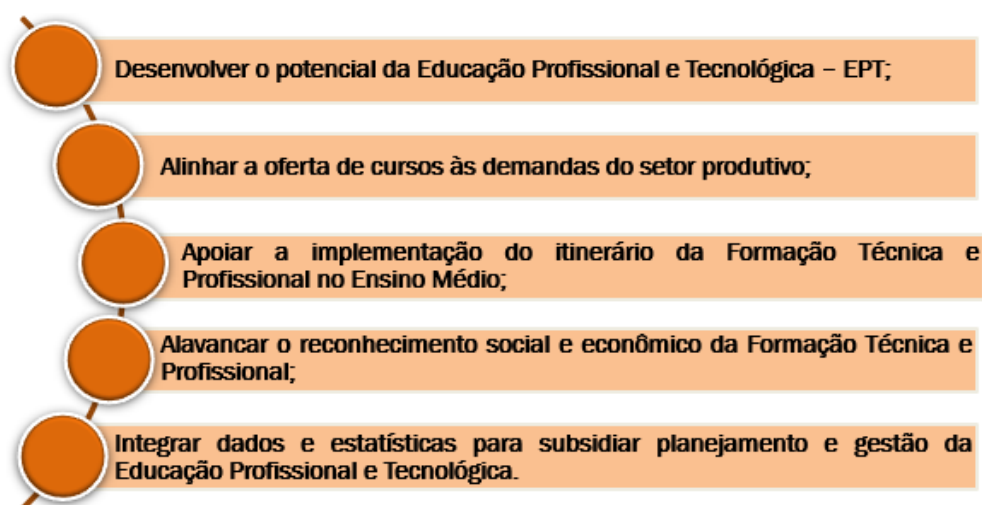 Desenvolver o potencial da Educação Profissional e Tecnológica – EPT;
Alinhar a oferta de cursos às demandas do setor produtivo;
Apoiar a implementação do itinerário da Formação Técnica e
Profissional no Ensino Médio;
Alavancar o reconhecimento social e econômico da Formação Técnica e
Profissional;
Integrar dados e estatísticas para subsidiar planejamento e gestão da
Educação Profissional e Tecnológica.